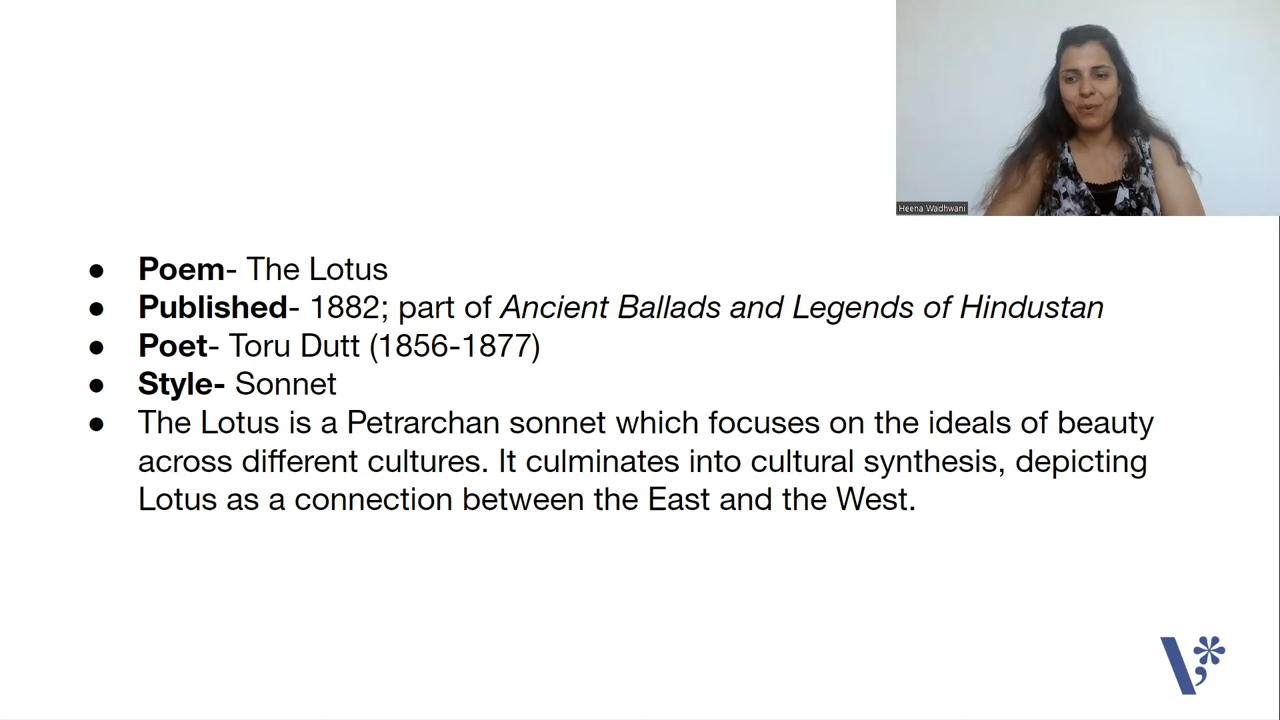 Heena Wadhwani
● Poem- The Lotus
● Published- 1882; part of Ancient Ballads and Legends of Hindustan
● Poet- Toru Dutt (1856-1877)
● Style- Sonnet
● The Lotus is a Petrarchan sonnet which focuses on the ideals of beauty
across different cultures. It culminates into cultural synthesis, depicting
Lotus as a connection between the East and the West.